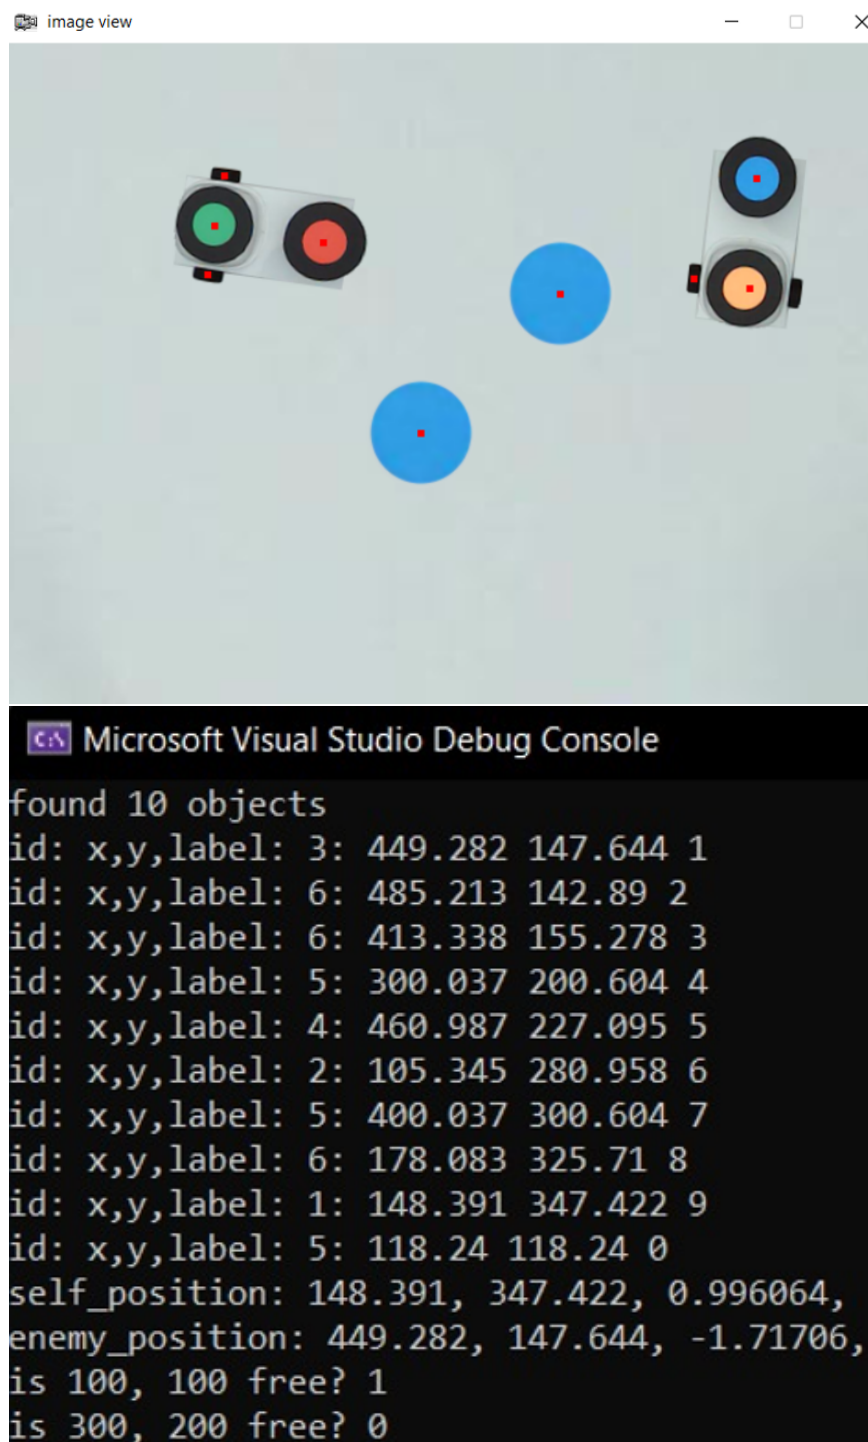 image view
C:\
Microsoft Visual Studio Debug Console
found 10 objects
id: x,y,label: 3: 449.282 147.644 1
id: x,y,label: 6: 485.213 142.89 2
id: x,y,label: 6: 413.338 155.278 3
id: x,y,label: 5: 300.037 200.604 4
id: x,y,label: 4: 460.987 227.095 5
id: x,y,label: 2: 105.345 280.958 6
id: x,y,label: 5: 400.037 300.604 7
id: x,y,label: 6: 178.083 325.71 8
id: x,y,label: 1: 148.391 347.422 9
id: x,y,label: 5: 118.24 118.24 0
self_position: 148.391, 347.422, 0.996064,
enemy_position: 449.282, 147.644, -1.71706,
is 100, 100 free? 1
is 300, 200 free? 0